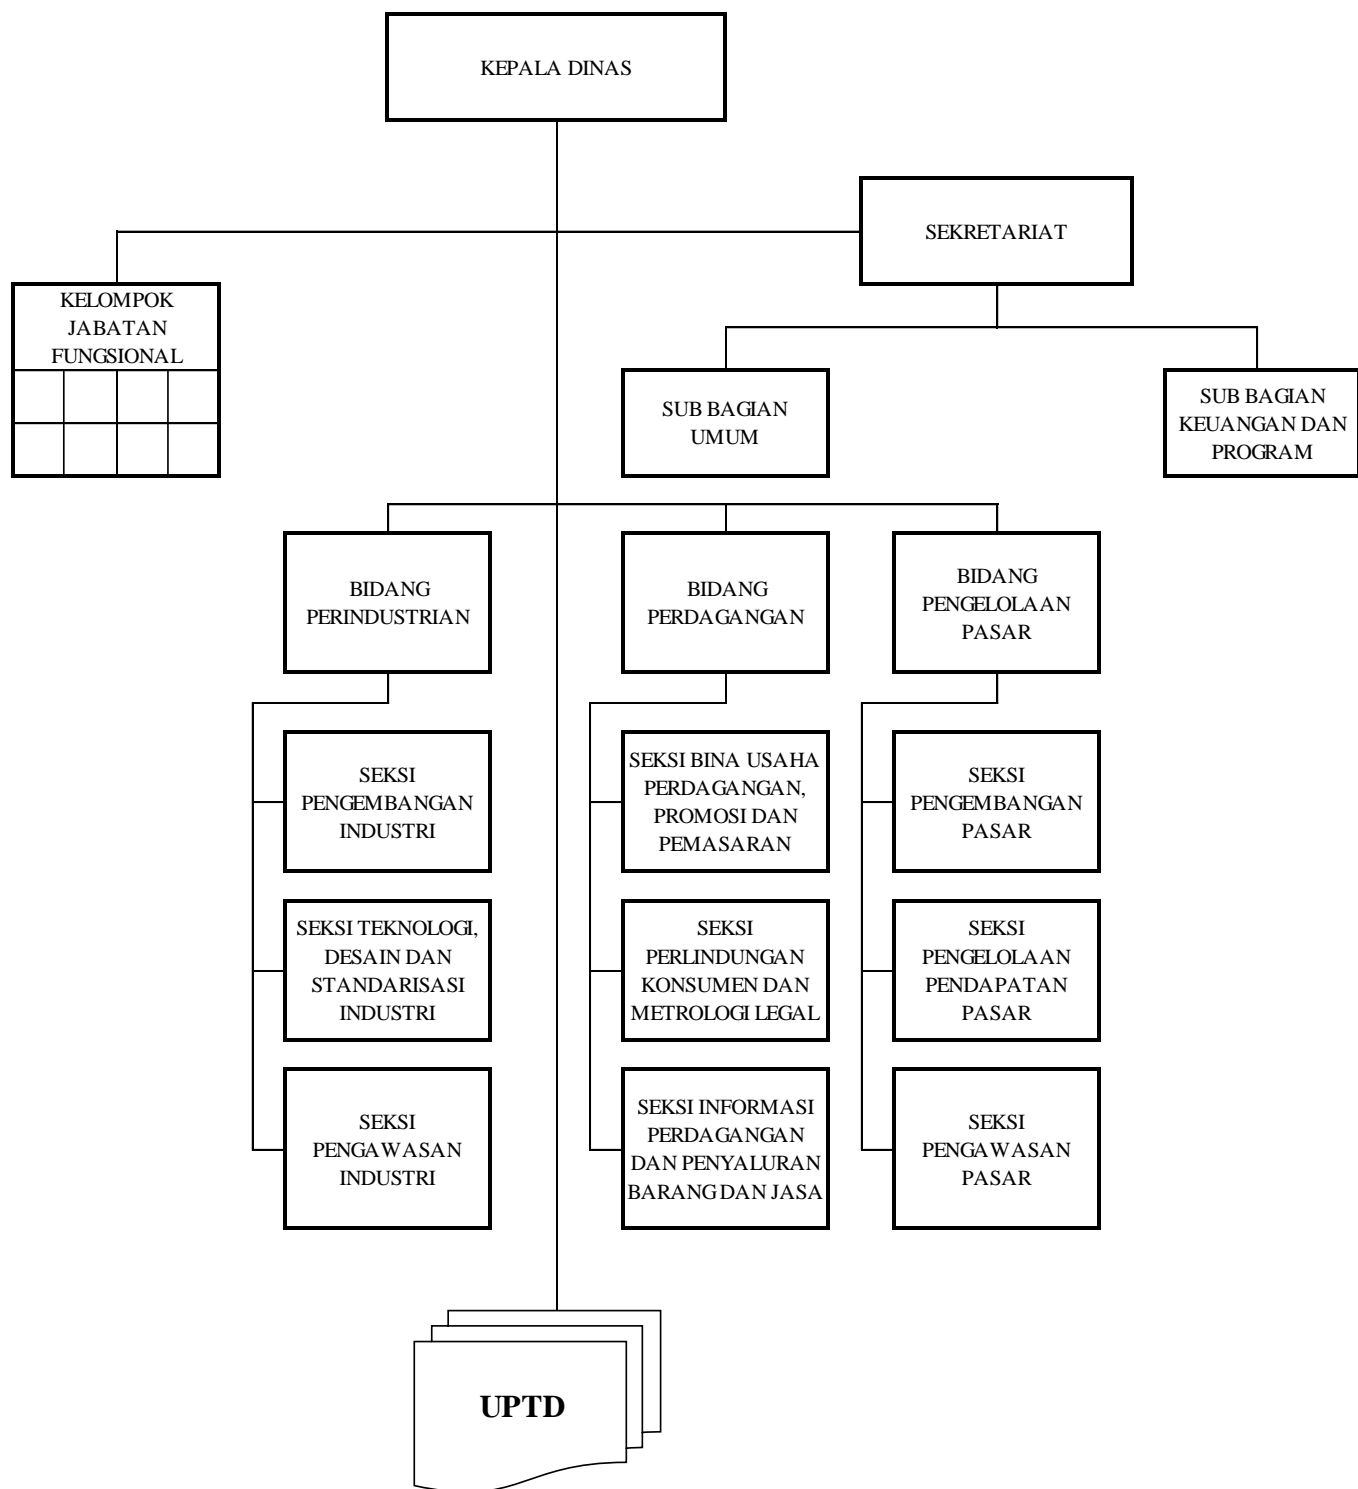 KEPALA DINAS
SEKRETARIAT
KELOMPOK
JABATAN
FUNGSIONAL
SUB BAGIAN
UMUM
SUB BAGIAN
KEUANGAN DAN
PROGRAM
BIDANG
PERINDUSTRIAN
BIDANG
PERDAGANGAN
BIDANG
PENGELOLAAN
PASAR
SEKSI
PENGEMBANGAN
INDUSTRI
SEKSI BINA USAHA
PERDAGANGAN,
PROMOSI DAN
PEMASARAN
SEKSI
PENGEMBANGAN
PASAR
SEKSI TEKNOLOGI,
DESAIN DAN
STANDARISASI
INDUSTRI
SEKSI
PERLINDUNGAN
KONSUMEN DAN
METROLOGI LEGAL
SEKSI
PENGELOLAAN
PENDAPATAN
PASAR
SEKSI
PENGAWASAN
INDUSTRI
SEKSI INFORMASI
PERDAGANGAN
DAN PENYALURAN
BARANG DAN JASA
SEKSI
PENGAWASAN
PASAR
UPTD